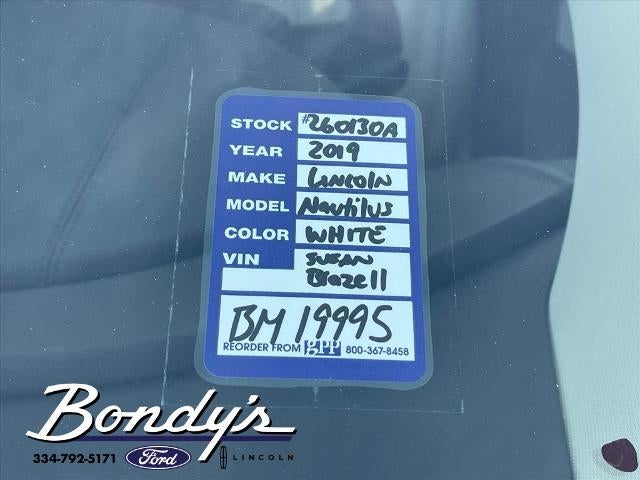 STOCK #260130A
YEAR 2019
MAKE LINCOLN
MODEL Nautilus
COLOR WHITE
VIN SUSAN
Brazell
BM 19995
REORDER FROM gpp 800-367-8458
Bondy's
334-792-5171 Ford LINCOLN